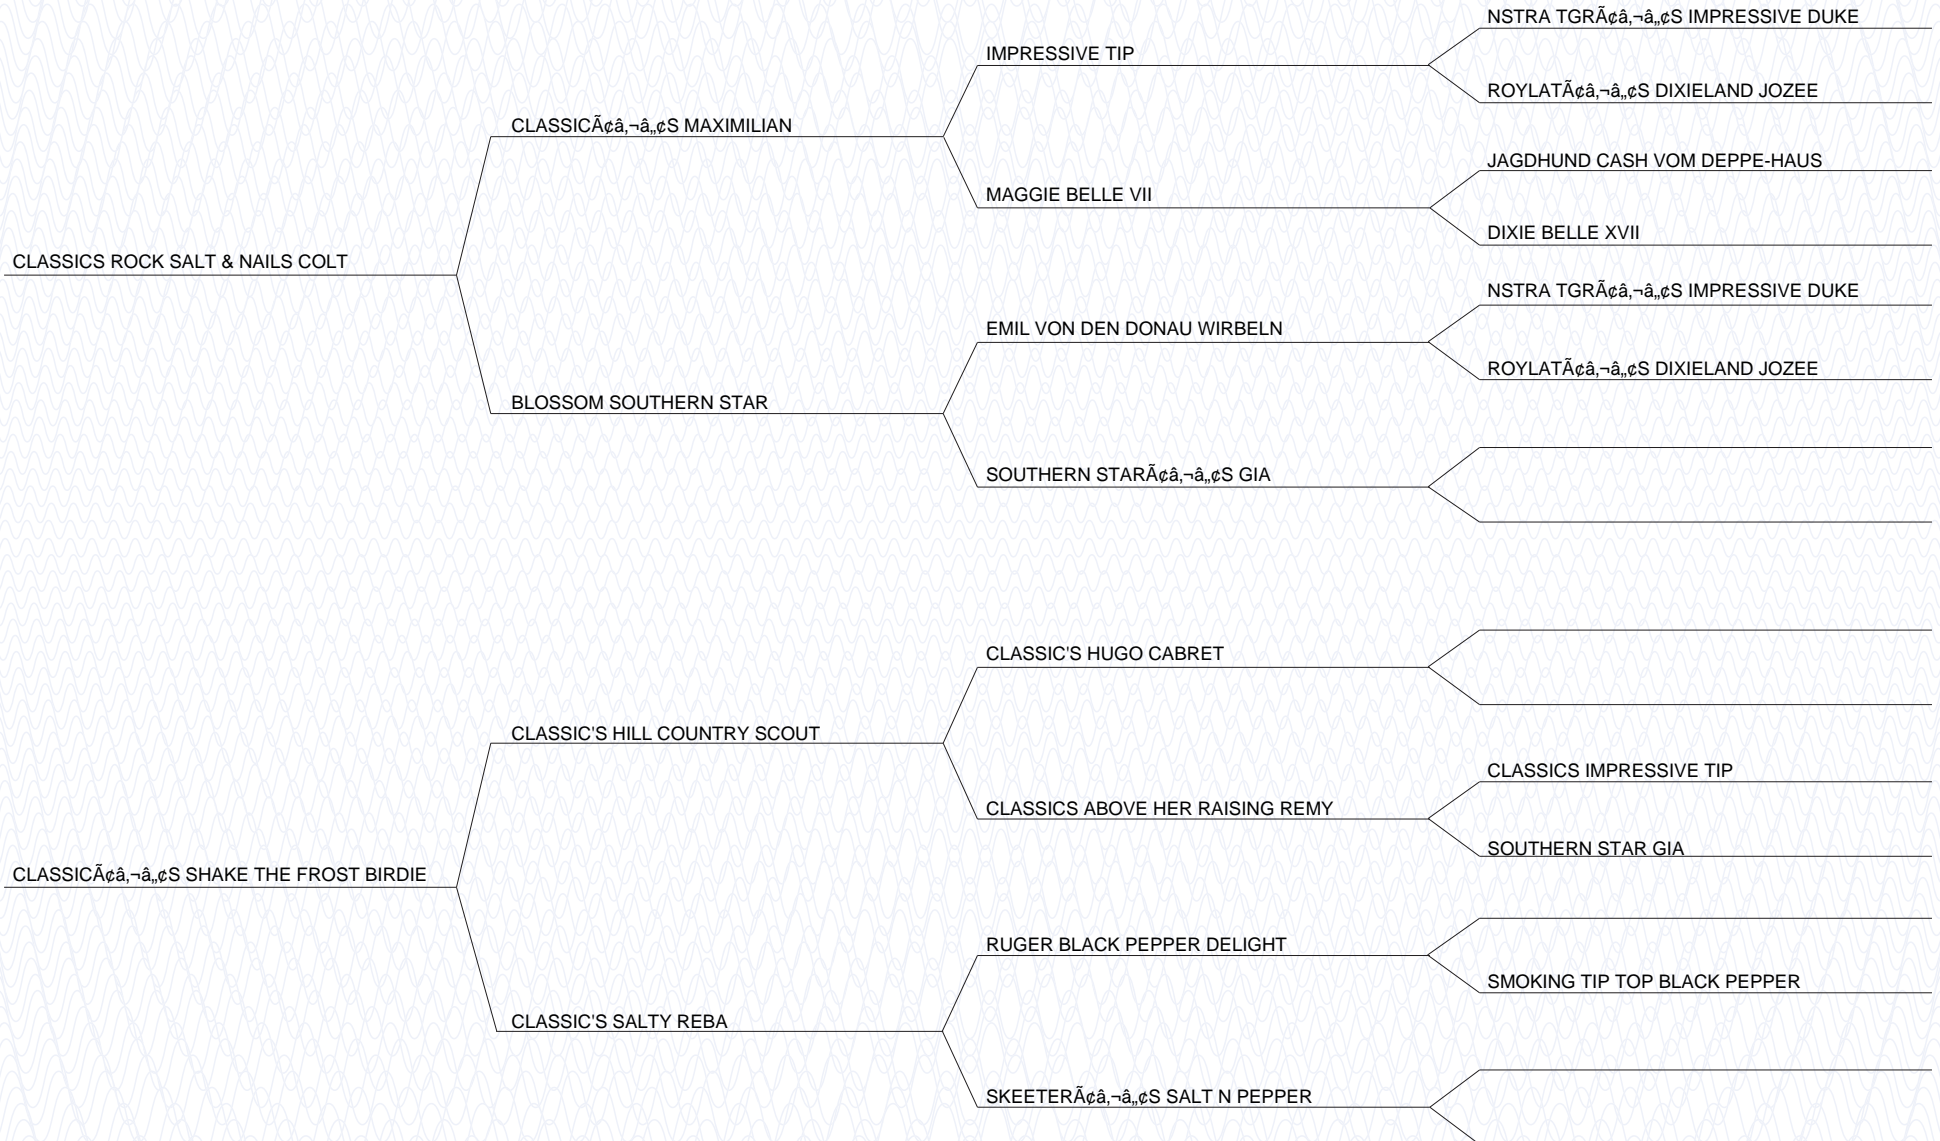 NSTRA TGRÃ¢â‚¬â„¢S IMPRESSIVE DUKE
IMPRESSIVE TIP
ROYLATÃ¢â‚¬â„¢S DIXIELAND JOZEE
CLASSICÃ¢â‚¬â„¢S MAXIMILIAN
JAGDHUND CASH VOM DEPPE-HAUS
MAGGIE BELLE VII
DIXIE BELLE XVII
CLASSICS ROCK SALT & NAILS COLT
NSTRA TGRÃ¢â‚¬â„¢S IMPRESSIVE DUKE
EMIL VON DEN DONAU WIRBELN
ROYLATÃ¢â‚¬â„¢S DIXIELAND JOZEE
BLOSSOM SOUTHERN STAR
SOUTHERN STARÃ¢â‚¬â„¢S GIA
CLASSIC'S HUGO CABRET
CLASSIC'S HILL COUNTRY SCOUT
CLASSICS IMPRESSIVE TIP
CLASSICS ABOVE HER RAISING REMY
SOUTHERN STAR GIA
CLASSICÃ¢â‚¬â„¢S SHAKE THE FROST BIRDIE
RUGER BLACK PEPPER DELIGHT
SMOKING TIP TOP BLACK PEPPER
CLASSIC'S SALTY REBA
SKEETERÃ¢â‚¬â„¢S SALT N PEPPER